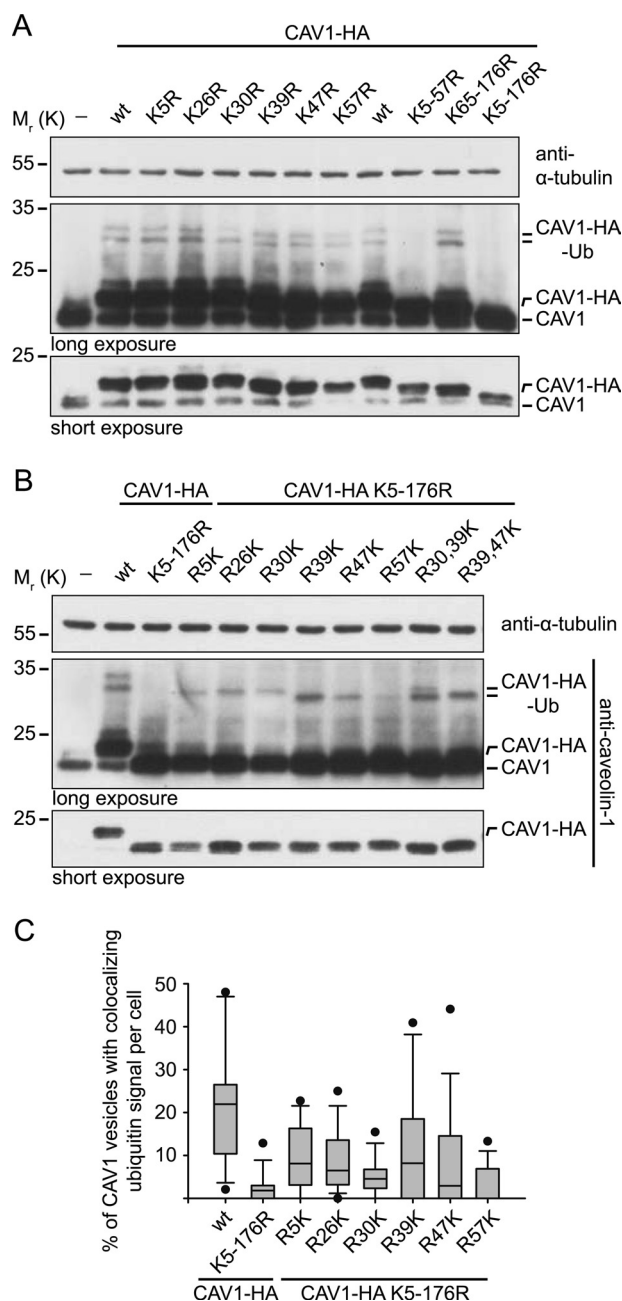 A
CAV1-HA
Mr (K) – wt K5R K26R K30R K39R K47R K57R wt K5-57R K65-176R K5-176R
55
anti-
α-tubulin
35
CAV1-HA
-Ub
25
CAV1-HA
CAV1
long exposure
25
CAV1-HA
CAV1
short exposure
B
CAV1-HA CAV1-HA K5-176R
Mr (K) – wt K5-176R R5K R26K R30K R39K R47K R57K R30,39K R39,47K
55
anti-α-tubulin
35
CAV1-HA
-Ub
25
CAV1-HA
CAV1
long exposure
25
CAV1-HA
short exposure
anti-caveolin-1
C
% of CAV1 vesicles with colocalizing
ubiquitin signal per cell
50
40
30
20
10
wt K5-176R R5K R26K R30K R39K R47K R57K
CAV1-HA CAV1-HA K5-176R